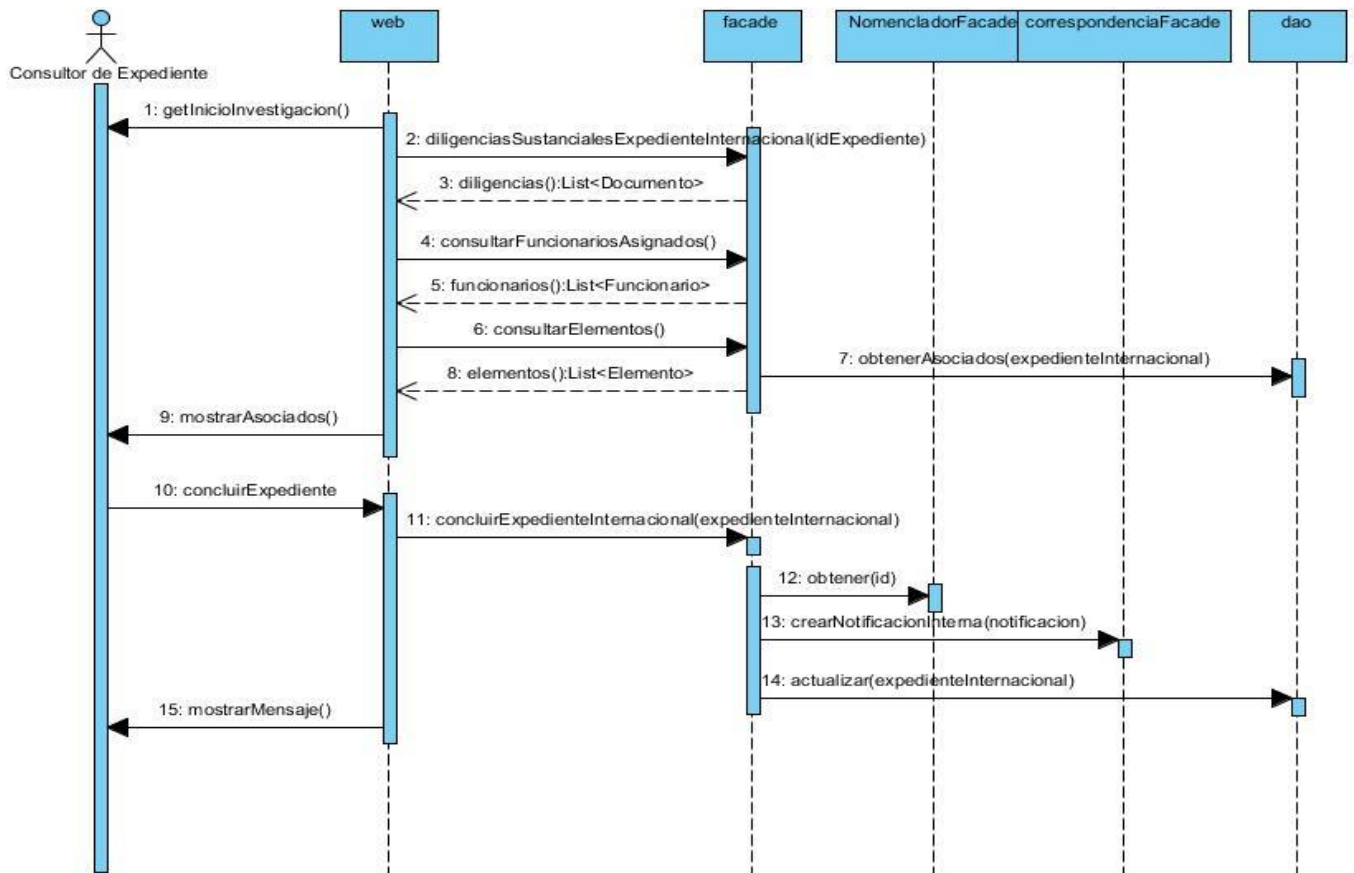 web
facade
NomencladorFacade
correspondenciaFacade
dao
Consultor de Expediente
1: getInicioInvestigacion()
2: diligenciasSustancialesExpedienteInternacional(idExpediente)
3: diligencias():List<Documento>
4: consultarFuncionariosAsignados()
5: funcionarios():List<Funcionario>
6: consultarElementos()
7: obtenerAsociados(expedienteInternacional)
8: elementos():List<Elemento>
9: mostrarAsociados()
10: concluirExpediente
11: concluirExpedienteInternacional(expedienteInternacional)
12: obtener(id)
13: crearNotificacionInterna(notificacion)
14: actualizar(expedienteInternacional)
15: mostrarMensaje()